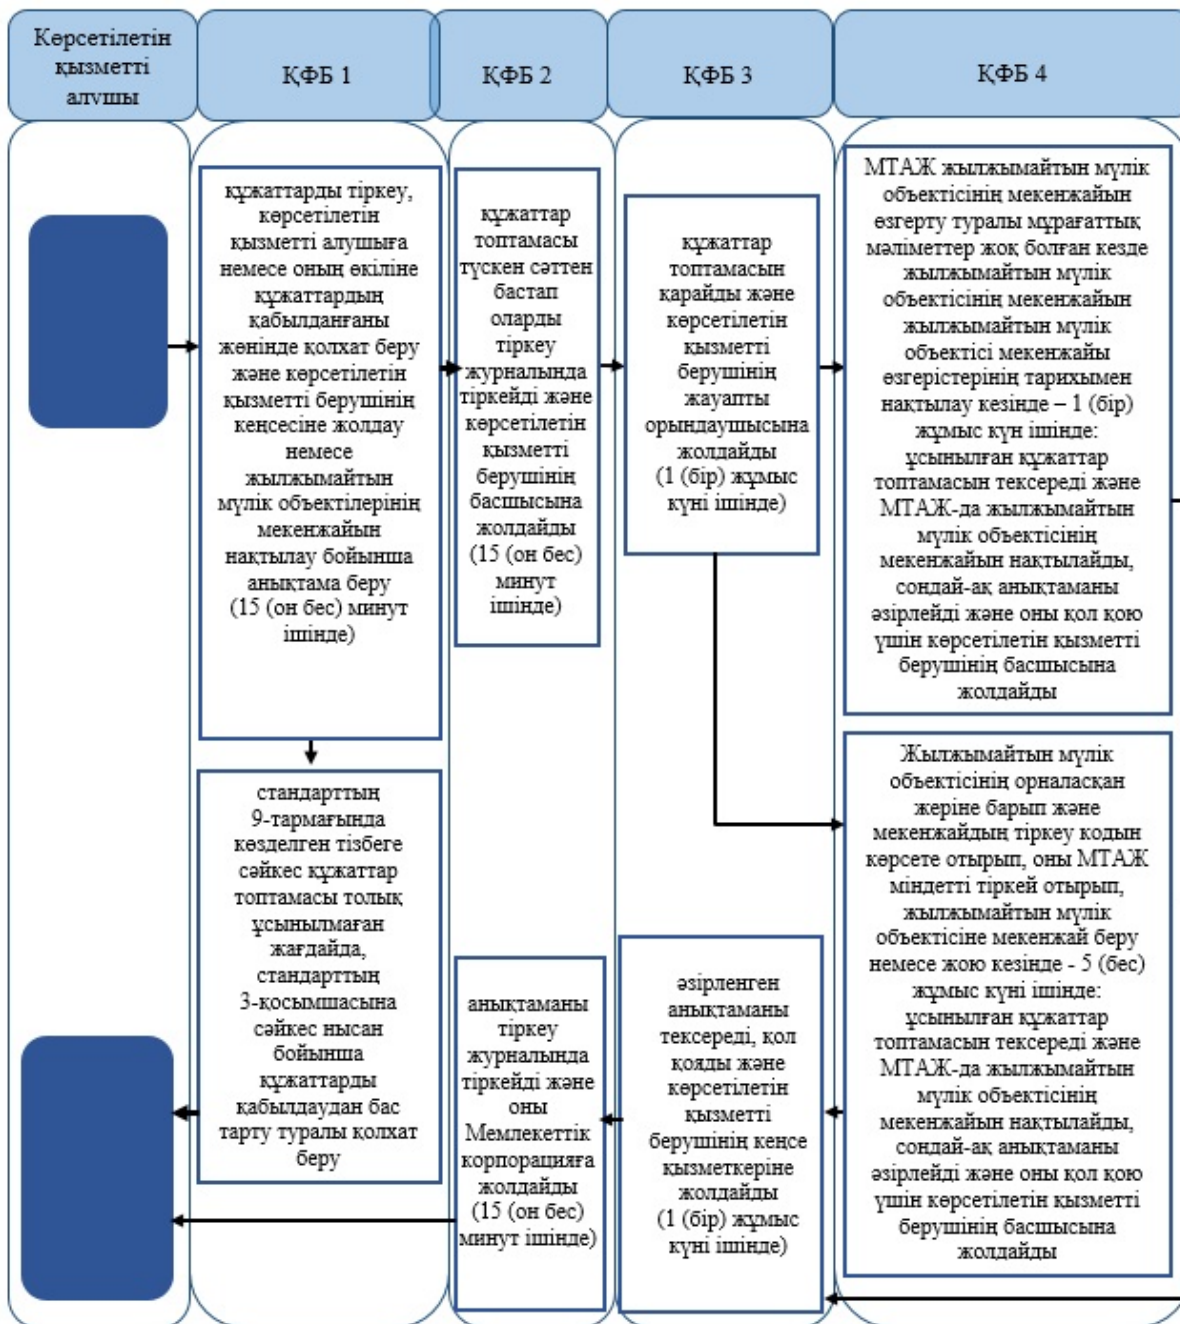 Көрсетілетін
қызметті
алушы
ҚФБ 1
ҚФБ 2
ҚФБ 3
ҚФБ 4
құжаттарды тіркеу,
көрсетілетін
қызметті алушыға
немесе оның өкіліне
құжаттардың
қабылданғаны
жөнінде қолхат беру
және көрсетілетін
қызметті берушінің
кеңсесіне жолдау
немесе
жылжымайтын
мүлік объектілерінің
мекенжайын
нақтылау бойынша
анықтама беру
(15 (он бес) минут
ішінде)
құжаттар
топтамасы
түскен сәттен
бастап
оларды
тіркеу
журналында
тіркейді және
көрсетілетін
қызметті
берушінің
басшысына
жолдайды
(15 (он бес)
минут
ішінде)
құжаттар
топтамасын
қарайды және
көрсетілетін
қызметті
берушінің
жауапты
орындаушысына
жолдайды
(1 (бір) жұмыс
күні ішінде)
МТАЖ жылжымайтын мүлік
объектісінің мекенжайын
өзгерту туралы мұрағаттық
мәліметтер жоқ болған кезде
жылжымайтын мүлік
объектісінің мекенжайын
жылжымайтын мүлік
объектісі мекенжайы
өзгерістерінің тарихымен
нақтылау кезінде – 1 (бір)
жұмыс күн ішінде:
ұсынылған құжаттар
топтамасын тексереді және
МТАЖ-да жылжымайтын
мүлік объектісінің
мекенжайын нақтылайды,
сондай-ақ анықтаманы
әзірлейді және оны қол қою
үшін көрсетілетін қызметті
берушінің басшысына
жолдайды
стандарттың
9-тармағында
көзделген тізбеге
сәйкес құжаттар
топтамасы толық
ұсынылмаған
жағдайда,
стандарттың
3-қосымшасына
сәйкес нысан
бойынша
құжаттарды
қабылдаудан бас
тарту туралы қолхат
беру
анықтаманы
тіркеу
журналында
тіркейді және
оны
Мемлекеттік
корпорацияға
жолдайды
(15 (он бес)
минут ішінде)
әзірленген
анықтаманы
тексереді, қол
қояды және
көрсетілетін
қызметті
берушінің кеңсе
қызметкеріне
жолдайды
(1 (бір) жұмыс
күні ішінде)
Жылжымайтын мүлік
объектісінің орналасқан
жеріне барып және
мекенжайдың тіркеу кодын
көрсете отырып, оны МТАЖ
міндетті тіркей отырып,
жылжымайтын мүлік
объектісіне мекенжай беру
немесе жою кезінде - 5 (бес)
жұмыс күні ішінде:
ұсынылған құжаттар
топтамасын тексереді және
МТАЖ-да жылжымайтын
мүлік объектісінің
мекенжайын нақтылайды,
сондай-ақ анықтаманы
әзірлейді және оны қол қою
үшін көрсетілетін қызметті
берушінің басшысына
жолдайды